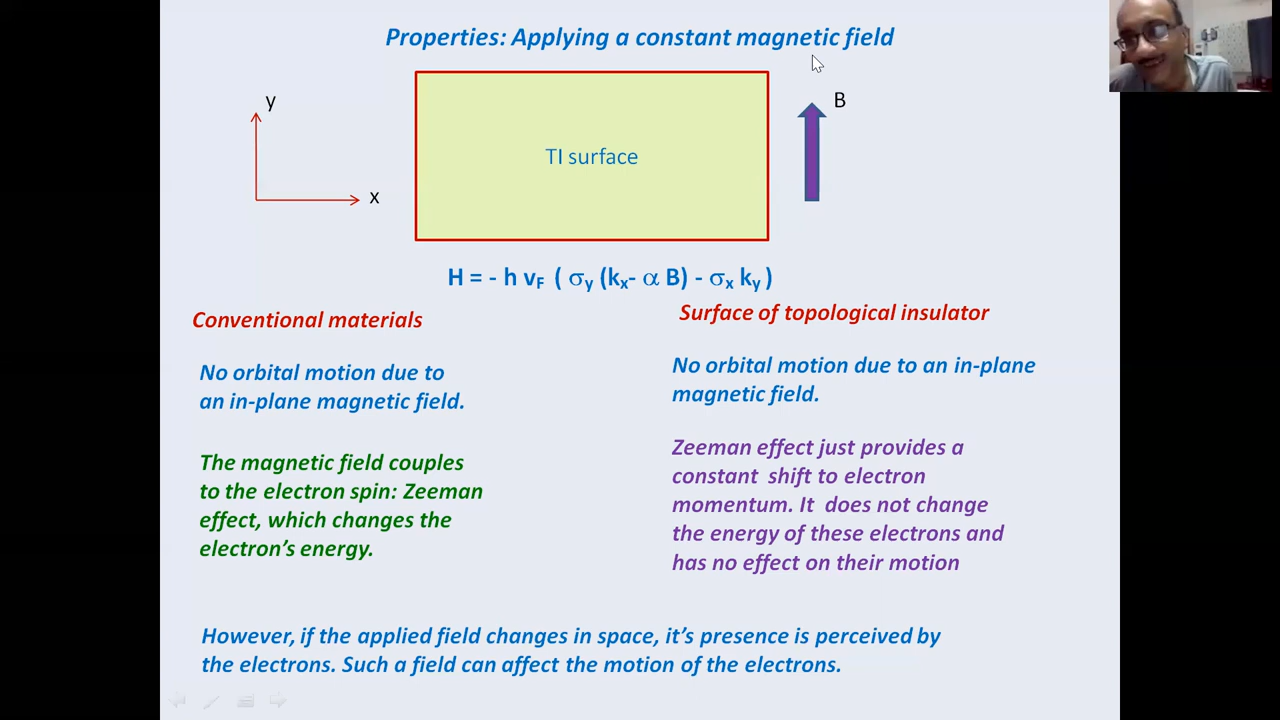 Properties: Applying a constant magnetic field
y
B
TI surface
x
H = - h vF ( σy (kx- α B) - σx ky )
Conventional materials
No orbital motion due to
an in-plane magnetic field.
The magnetic field couples
to the electron spin: Zeeman
effect, which changes the
electron's energy.
Surface of topological insulator
No orbital motion due to an in-plane
magnetic field.
Zeeman effect just provides a
constant shift to electron
momentum. It does not change
the energy of these electrons and
has no effect on their motion
However, if the applied field changes in space, it's presence is perceived by
the electrons. Such a field can affect the motion of the electrons.